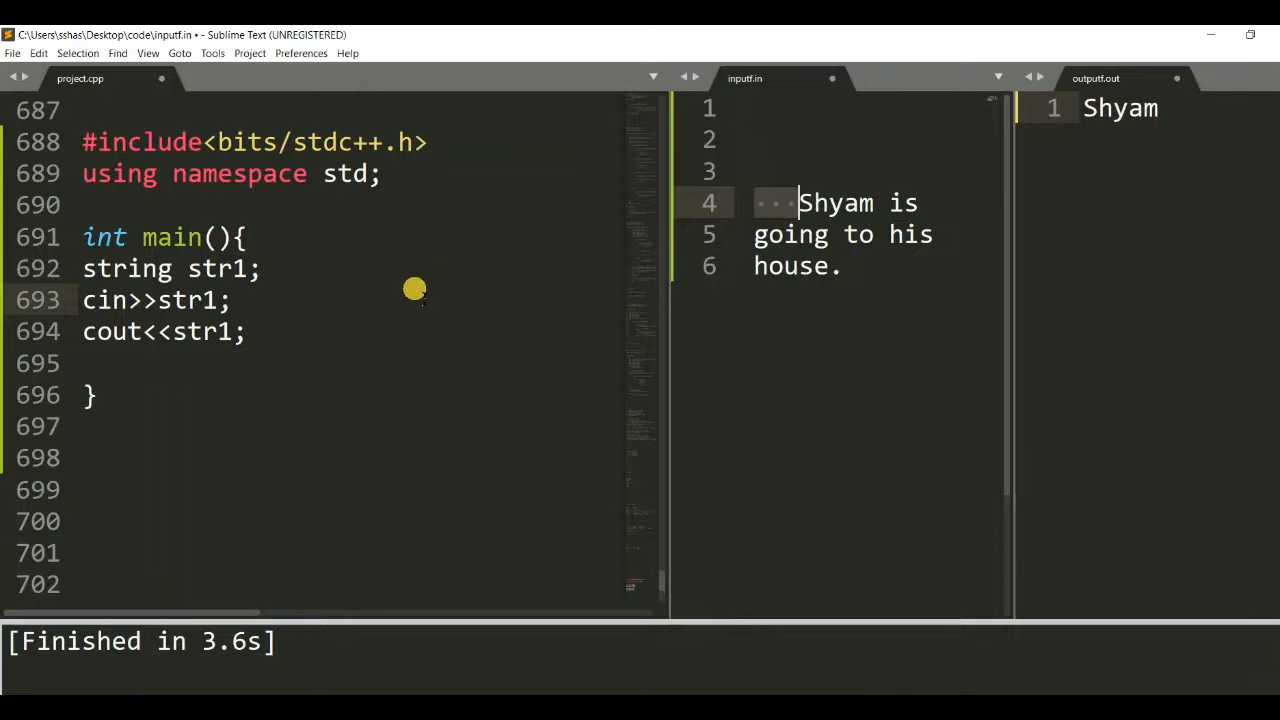 C:\Users\sshas\Desktop\code\inputf.in • - Sublime Text (UNREGISTERED)
File Edit Selection Find View Goto Tools Project Preferences Help
project.cpp
687
688 #include<bits/stdc++.h>
689 using namespace std;
690
691 int main(){
692 string str1;
693 cin>>str1;
694 cout<<str1;
695
696 }
697
698
699
700
701
702
inputf.in
1
2
3
4 ···Shyam is
5 going to his
6 house.
outputf.out
1 Shyam
[Finished in 3.6s]